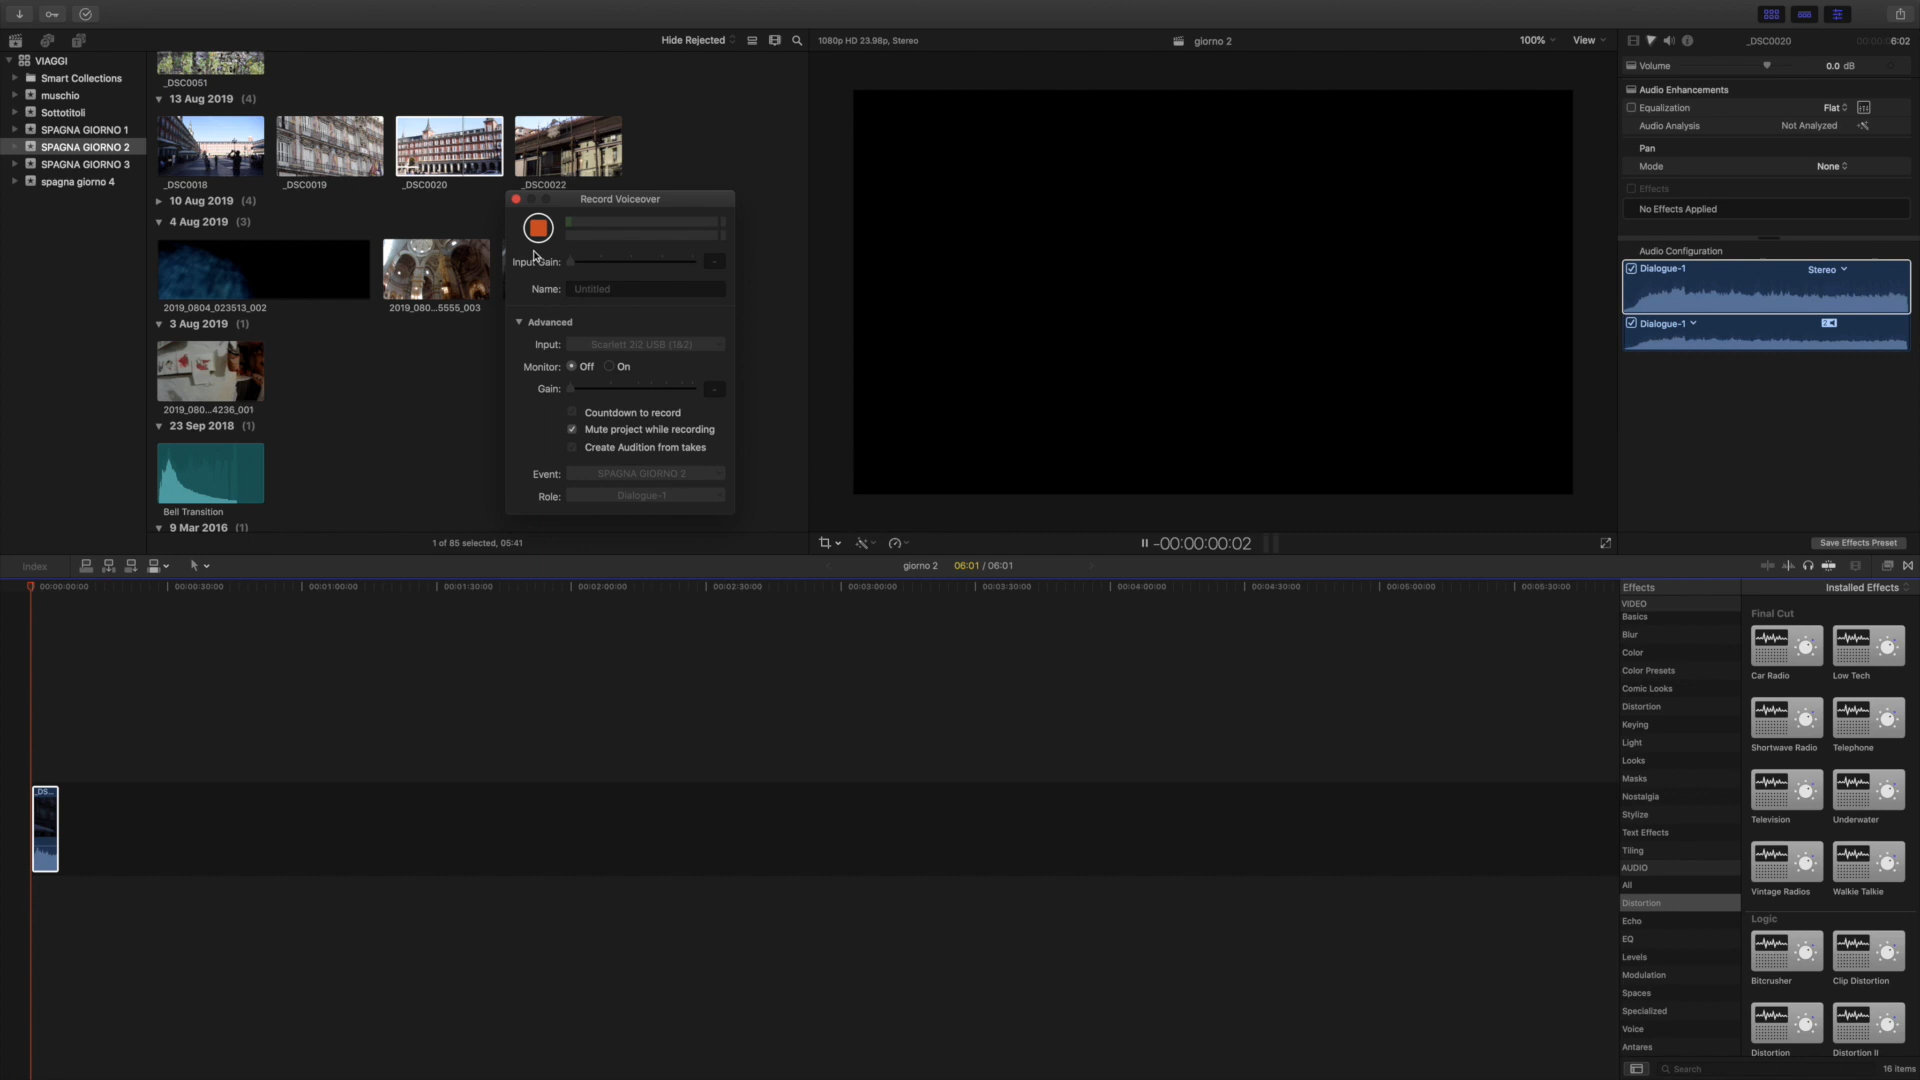 Hide Rejected
1080p HD 23.98p, Stereo
giorno 2
100%
View
_DSC0020
00:00:06:02
VIAGGI
Smart Collections
muschio
Sottotitoli
SPAGNA GIORNO 1
SPAGNA GIORNO 2
SPAGNA GIORNO 3
spagna giorno 4
_DSC0051
13 Aug 2019 (4)
_DSC0018
_DSC0019
_DSC0020
_DSC0022
10 Aug 2019 (4)
4 Aug 2019 (3)
2019_0804_023513_002
2019_080...5555_003
3 Aug 2019 (1)
2019_080...4236_001
23 Sep 2018 (1)
Bell Transition
9 Mar 2016 (1)
1 of 85 selected, 05:41
Record Voiceover
Input Gain:
-
Name: Untitled
Advanced
Input: Scarlett 2i2 USB (1&2)
Monitor: Off On
Gain:
-
Countdown to record
Mute project while recording
Create Audition from takes
Event: SPAGNA GIORNO 2
Role: Dialogue-1
-00:00:00:02
Volume 0.0 dB
Audio Enhancements
Equalization Flat
Audio Analysis Not Analyzed
Pan
Mode None
Effects
No Effects Applied
Audio Configuration
Dialogue-1 Stereo
Dialogue-1
2
Save Effects Preset
Index
giorno 2 06:01 / 06:01
00:00:00:00 00:00:30:00 00:01:00:00 00:01:30:00 00:02:00:00 00:02:30:00 00:03:00:00 00:03:30:00 00:04:00:00 00:04:30:00 00:05:00:00 00:05:30:00
_DS...
Effects
Installed Effects
VIDEO
Basics
Blur
Color
Color Presets
Comic Looks
Distortion
Keying
Light
Looks
Masks
Nostalgia
Stylize
Text Effects
Tiling
AUDIO
All
Distortion
Echo
EQ
Levels
Modulation
Spaces
Specialized
Voice
Antares
Final Cut
Car Radio
Low Tech
Shortwave Radio
Telephone
Television
Underwater
Vintage Radios
Walkie Talkie
Logic
Bitcrusher
Clip Distortion
Distortion
Distortion II
Search
16 items